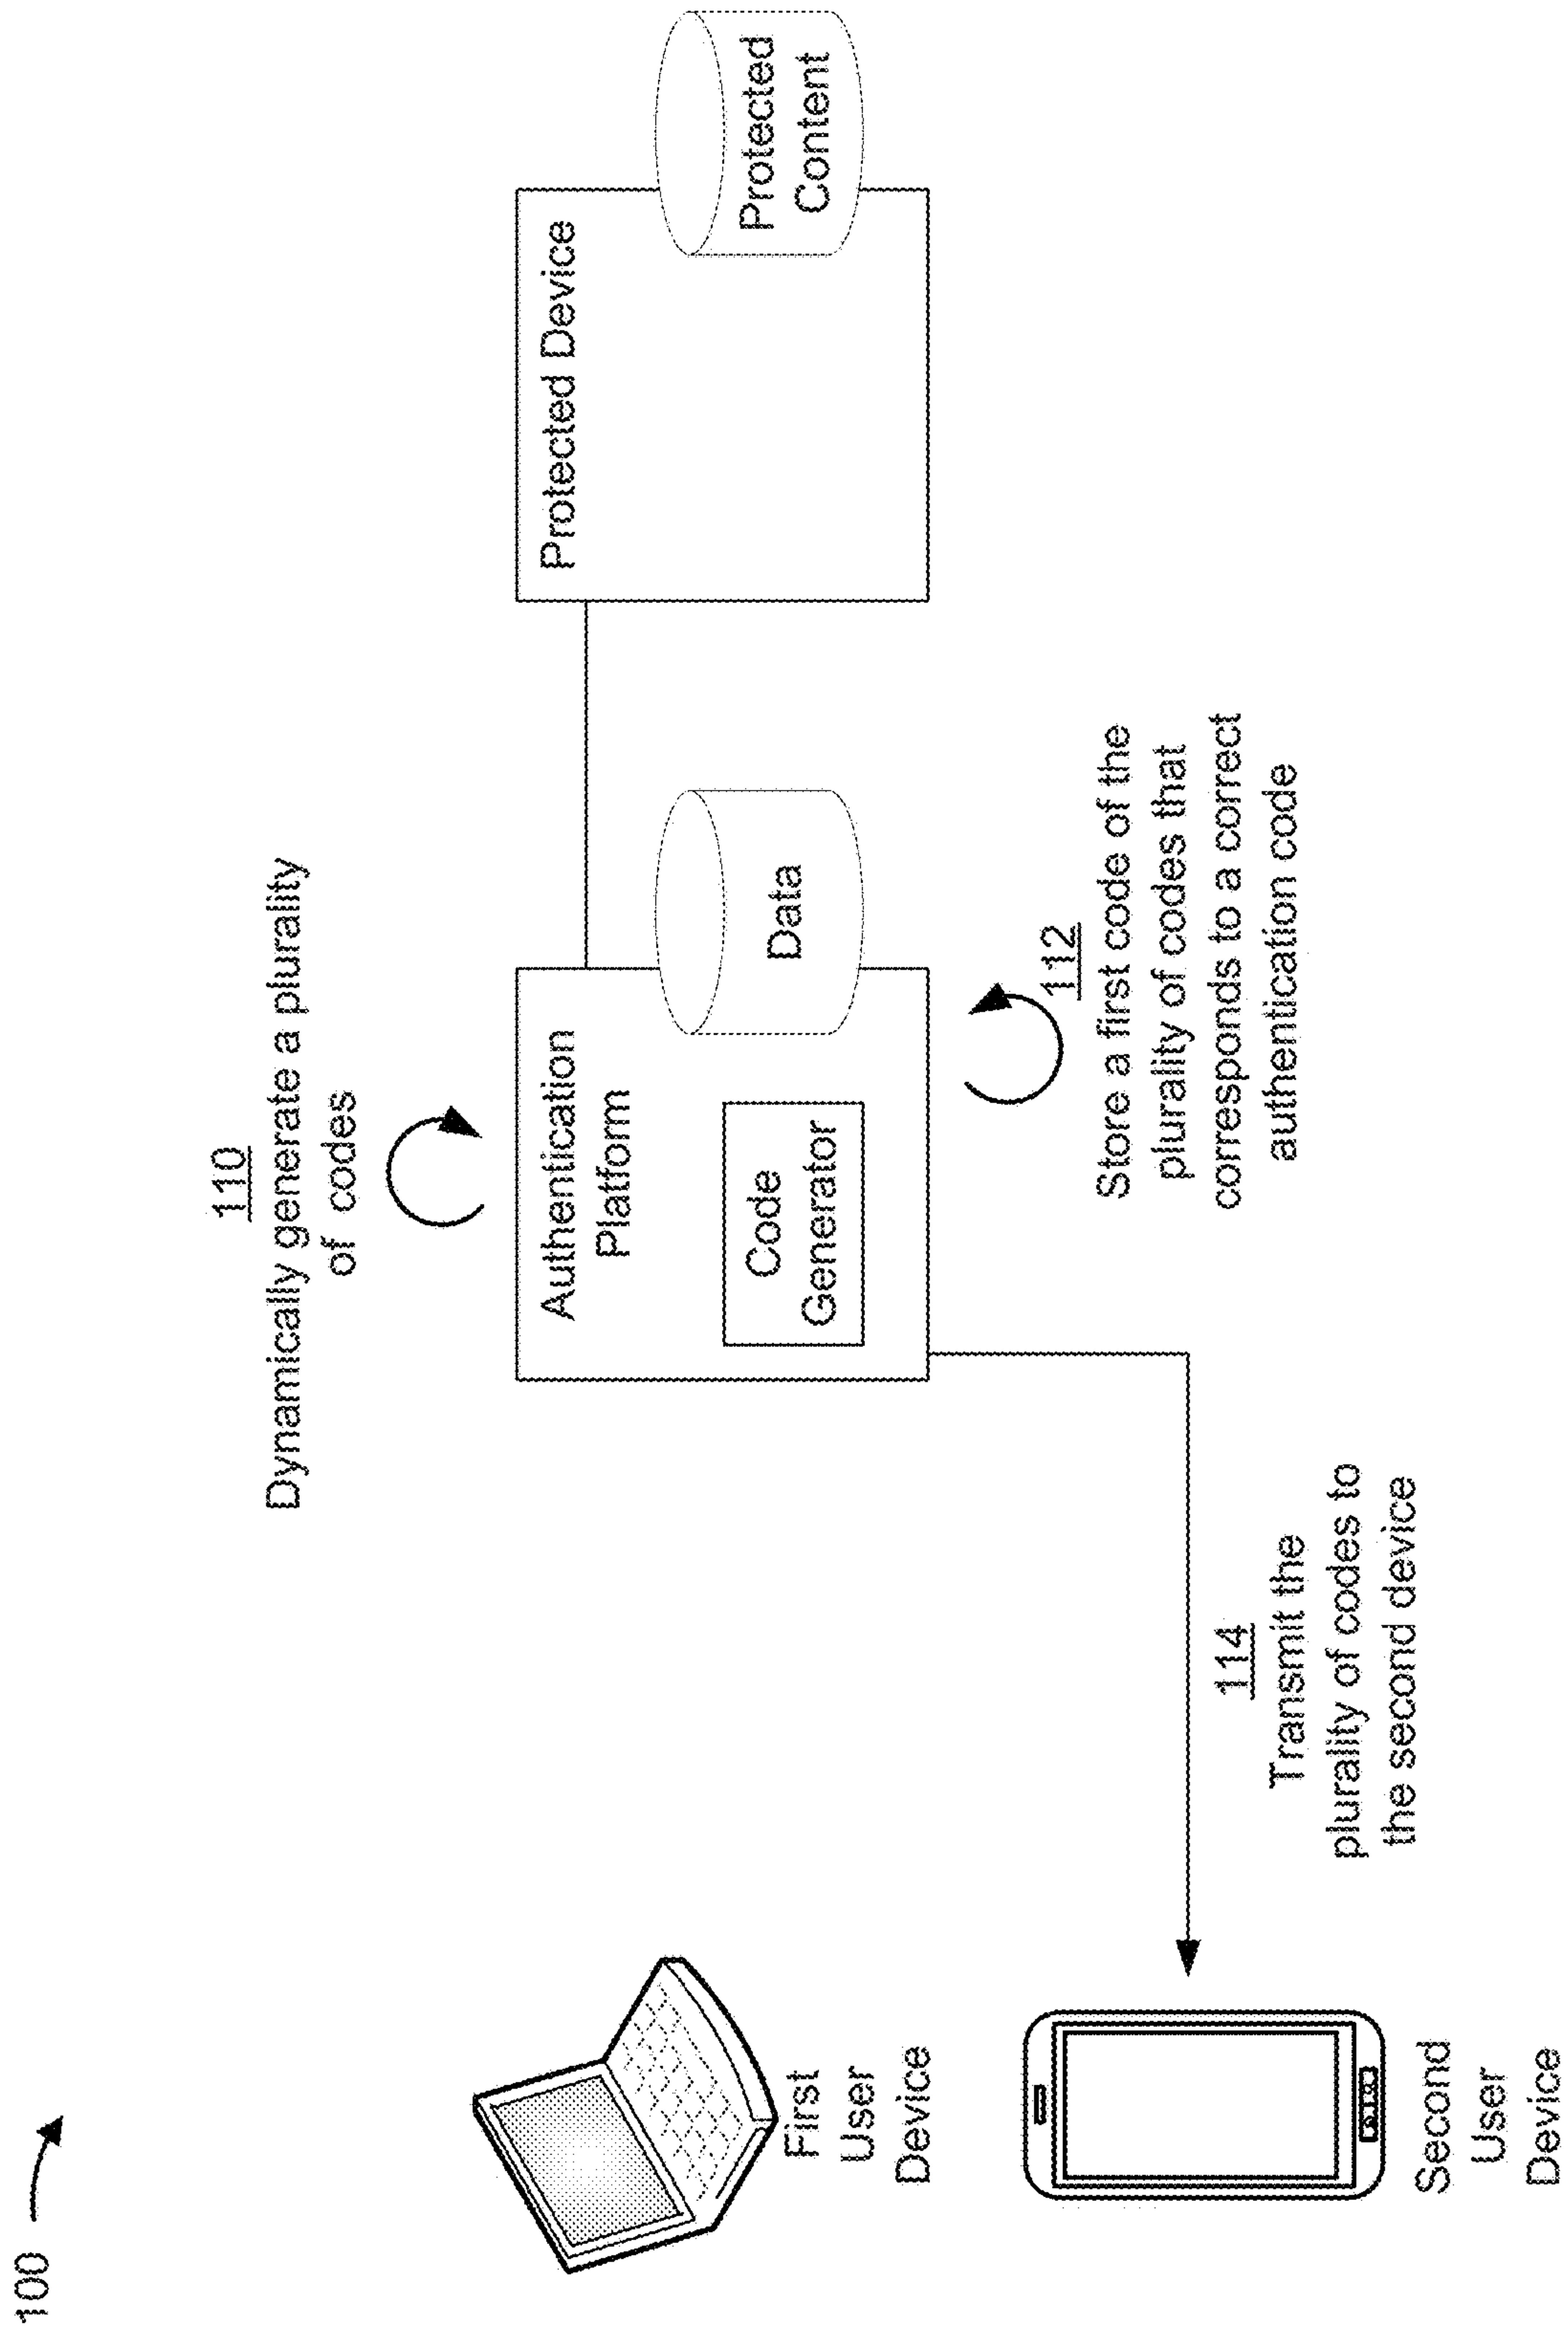 100
110
Dynamically generate a plurality
of codes
Authentication
Platform
Code
Generator
Data
Protected Device
Protected
Content
112
Store a first code of the
plurality of codes that
corresponds to a correct
authentication code
114
Transmit the
plurality of codes to
the second device
First
User
Device
Second
User
Device